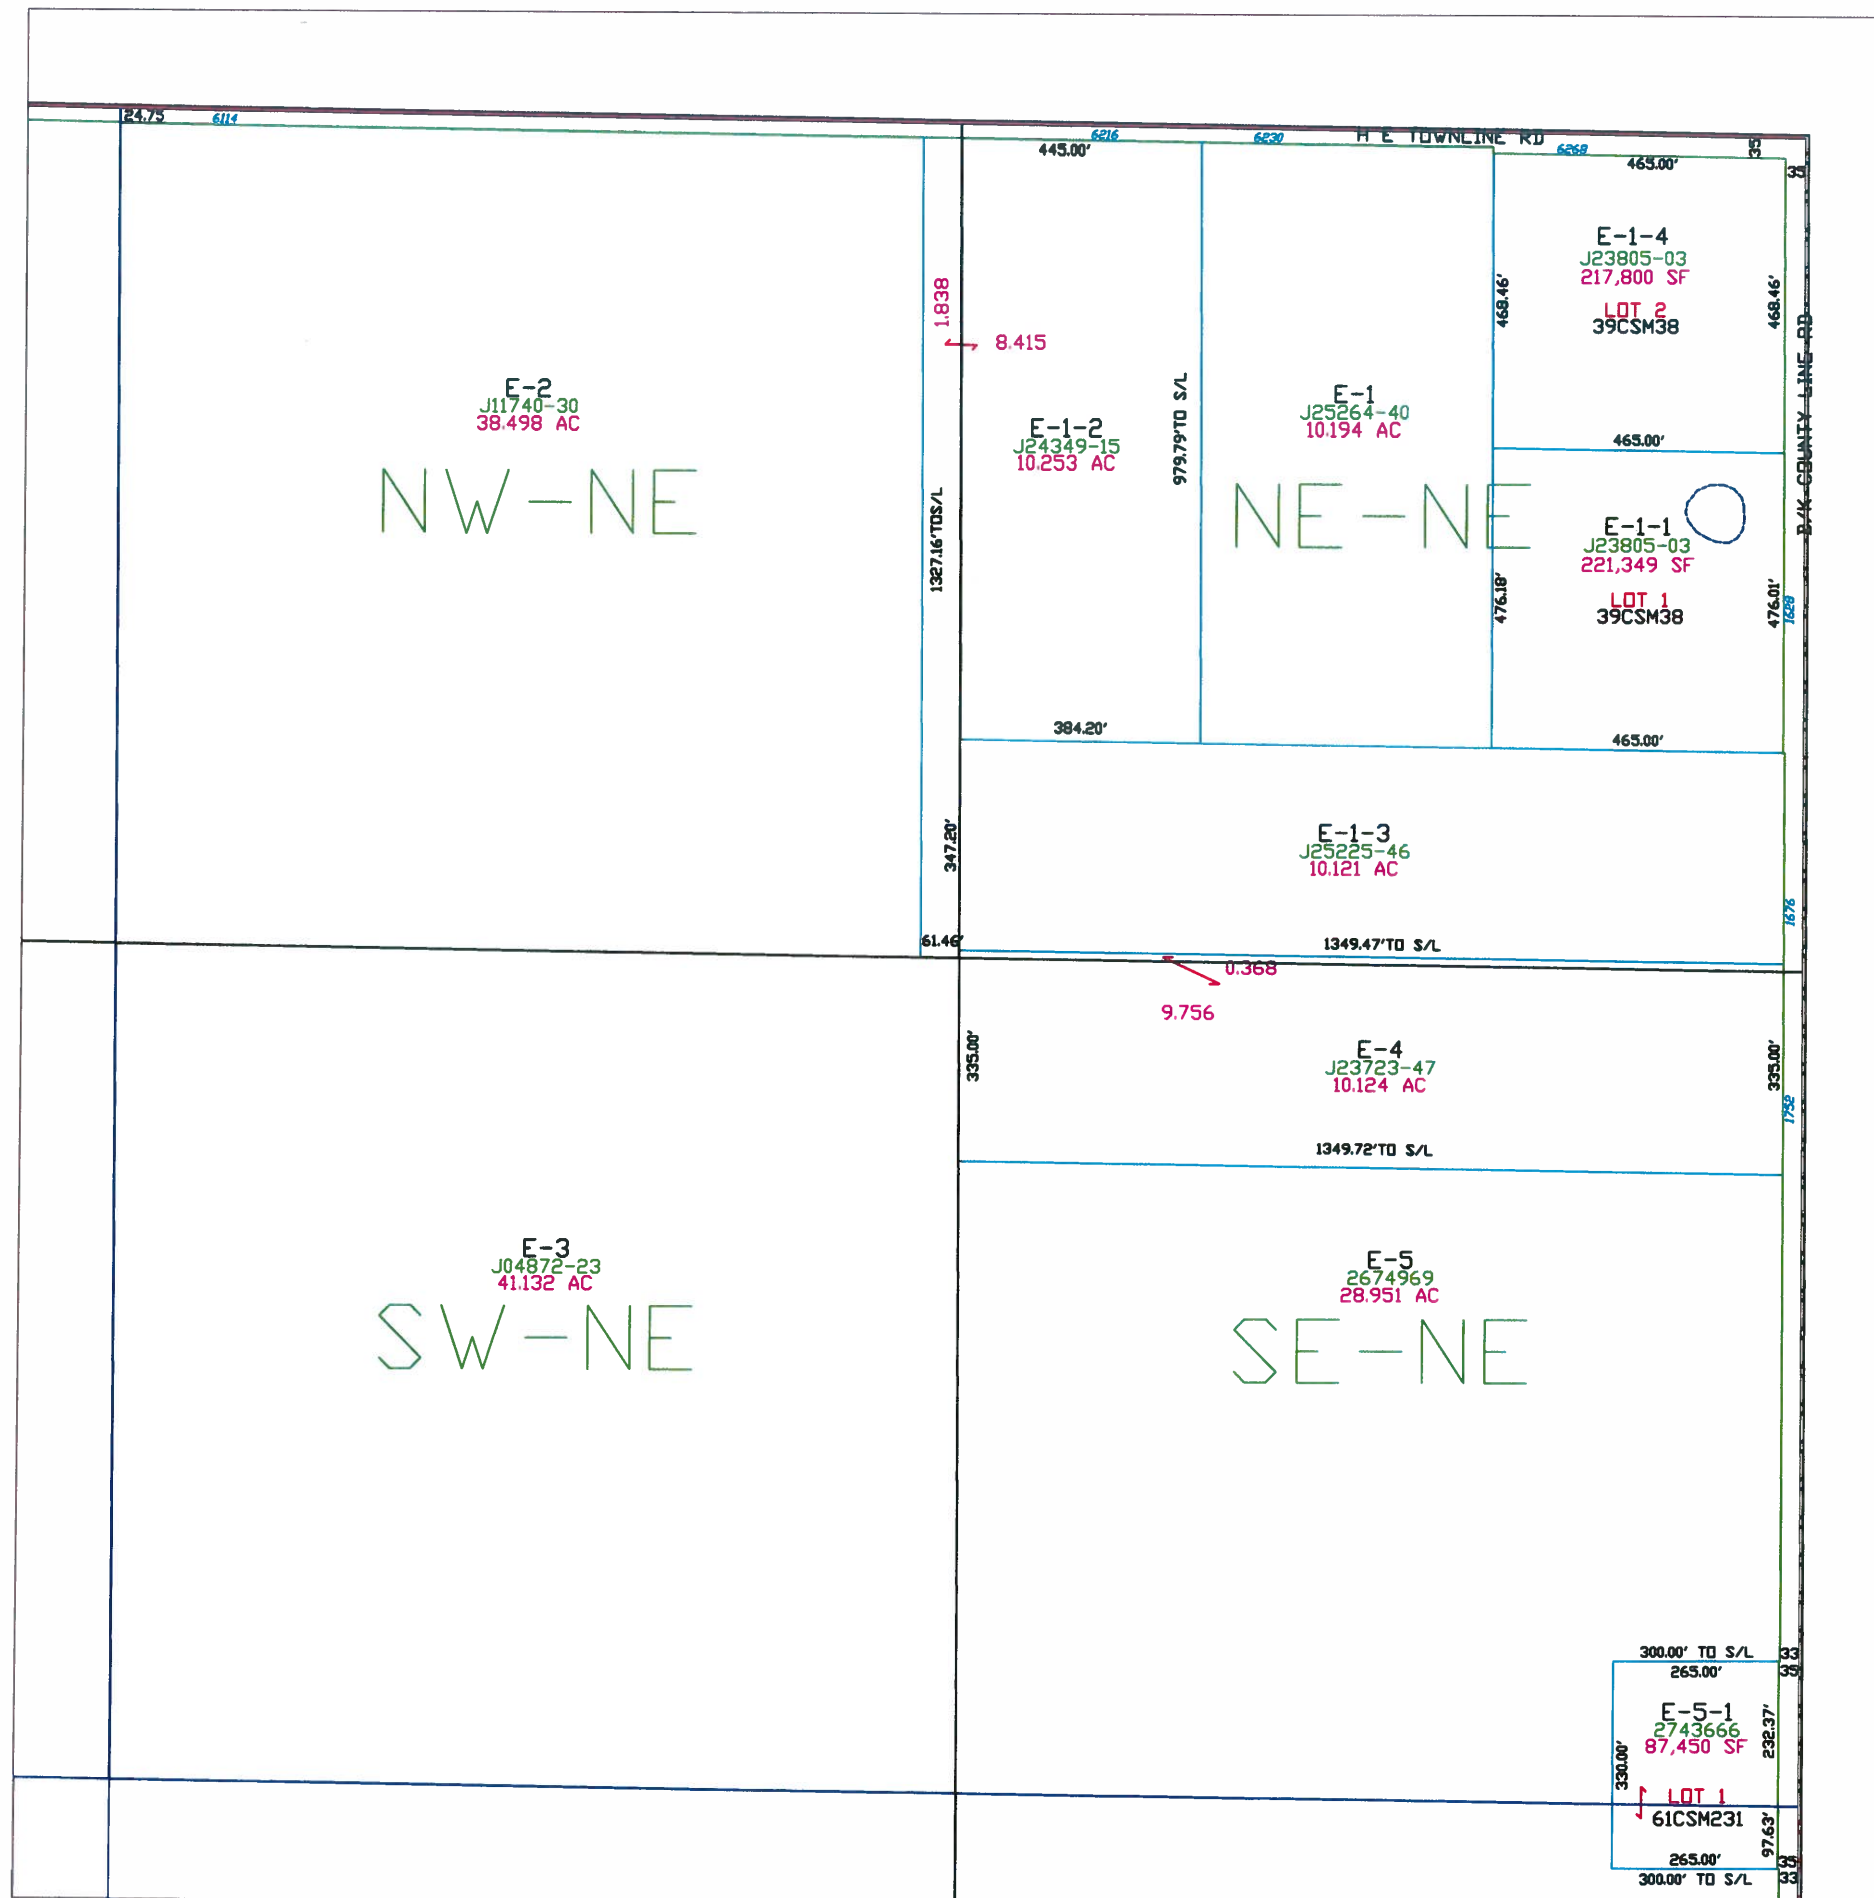 24.75
6114
6216
6230
H E TOWNLINE RD
6268
35
35
445.00'
465.00'
E-1-4
J23805-03
217,800 SF
LOT 2
39CSM38
468.46'
468.46'
1.838
8.415
E-2
J11740-30
38.498 AC
NW-NE
E-1-2
J24349-15
10.253 AC
979.79'TO S/L
E-1
J25264-40
10.194 AC
NE-NE
465.00'
B/K COUNTY LINE RD
E-1-1
J23805-03
221,349 SF
LOT 1
39CSM38
476.18'
476.01'
1628
1327.16'TOS/L
384.20'
465.00'
347.20'
E-1-3
J25225-46
10.121 AC
1676
61.46'
1349.47'TO S/L
0.368
9.756
335.00'
E-4
J23723-47
10.124 AC
335.00'
1752
1349.72'TO S/L
E-3
J04872-23
41.132 AC
SW-NE
E-5
2674969
28.951 AC
SE-NE
300.00' TO S/L
33
265.00'
35
E-5-1
2743666
87,450 SF
232.37'
330.00'
LOT 1
61CSM231
97.63'
265.00'
35
300.00' TO S/L
33